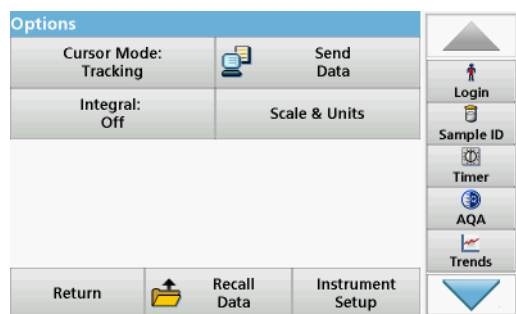 Options
Cursor Mode:
Tracking
Send
Data
Integral:
Off
Scale & Units
Return
Recall
Data
Instrument
Setup
Login
Sample ID
Timer
AQA
Trends